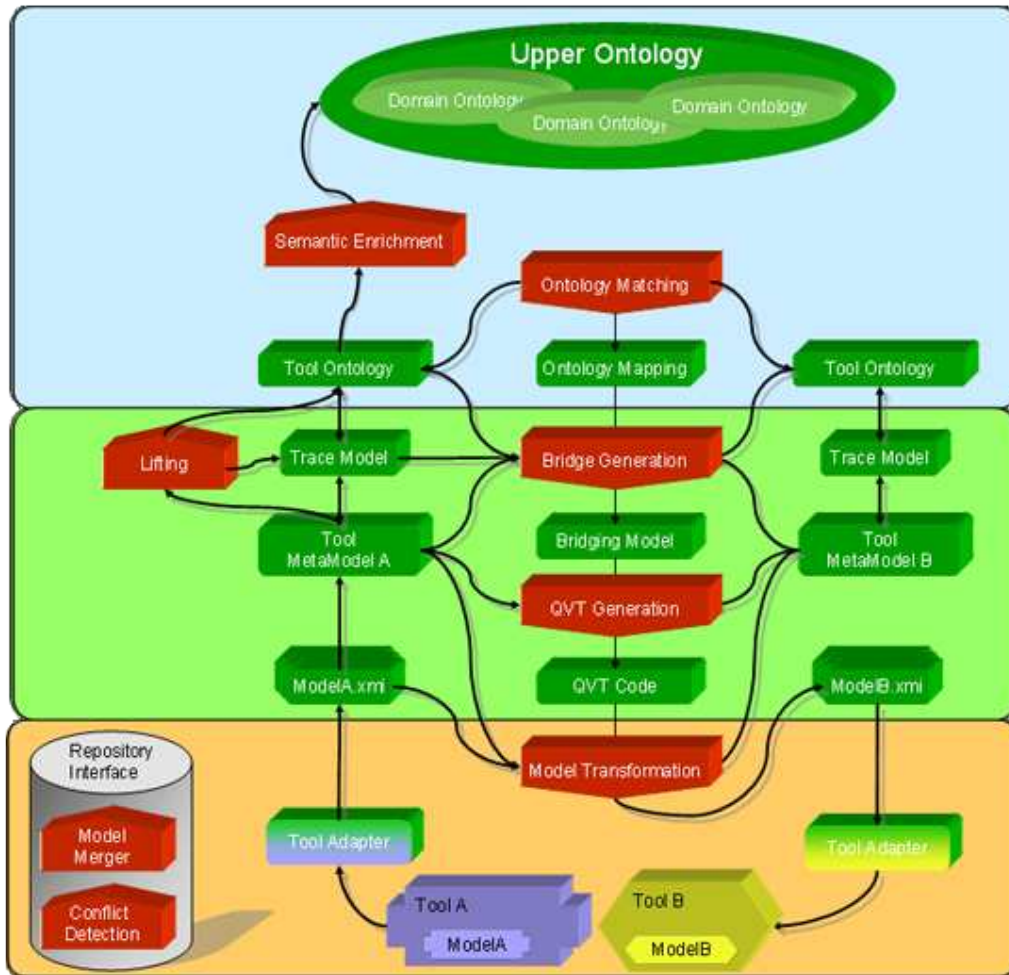 Upper Ontology
Domain Ontology
Domain Ontology
Domain Ontology
Semantic Enrichment
Ontology Matching
Tool Ontology
Ontology Mapping
Tool Ontology
Lifting
Trace Model
Bridge Generation
Trace Model
Tool
MetaModel A
Bridging Model
Tool
MetaModel B
QVT Generation
ModelA.xmi
QVT Code
ModelB.xmi
Repository
Interface
Model Transformation
Model
Merger
Tool Adapter
Tool Adapter
Conflict
Detection
Tool A
ModelA
Tool B
ModelB